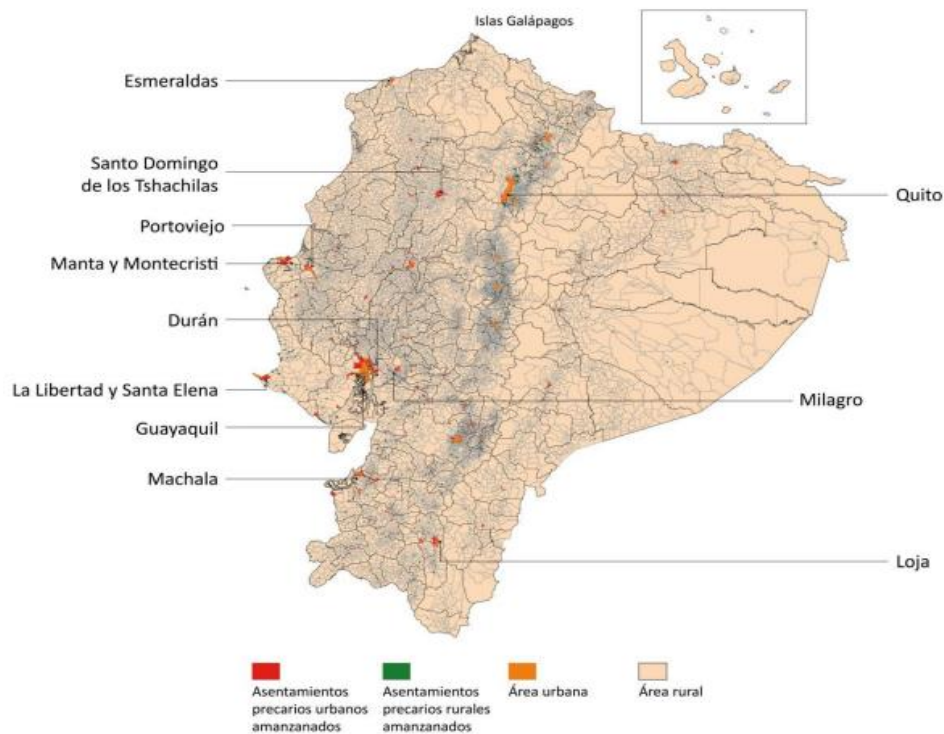 Islas Galápagos
Esmeraldas
Santo Domingo
de los Tshachilas
Quito
Portoviejo
Manta y Montecristi
Durán
La Libertad y Santa Elena
Milagro
Guayaquil
Machala
Loja
Asentamientos
precarios urbanos
amanzanados
Asentamientos
precarios rurales
amanzanados
Área urbana
Área rural